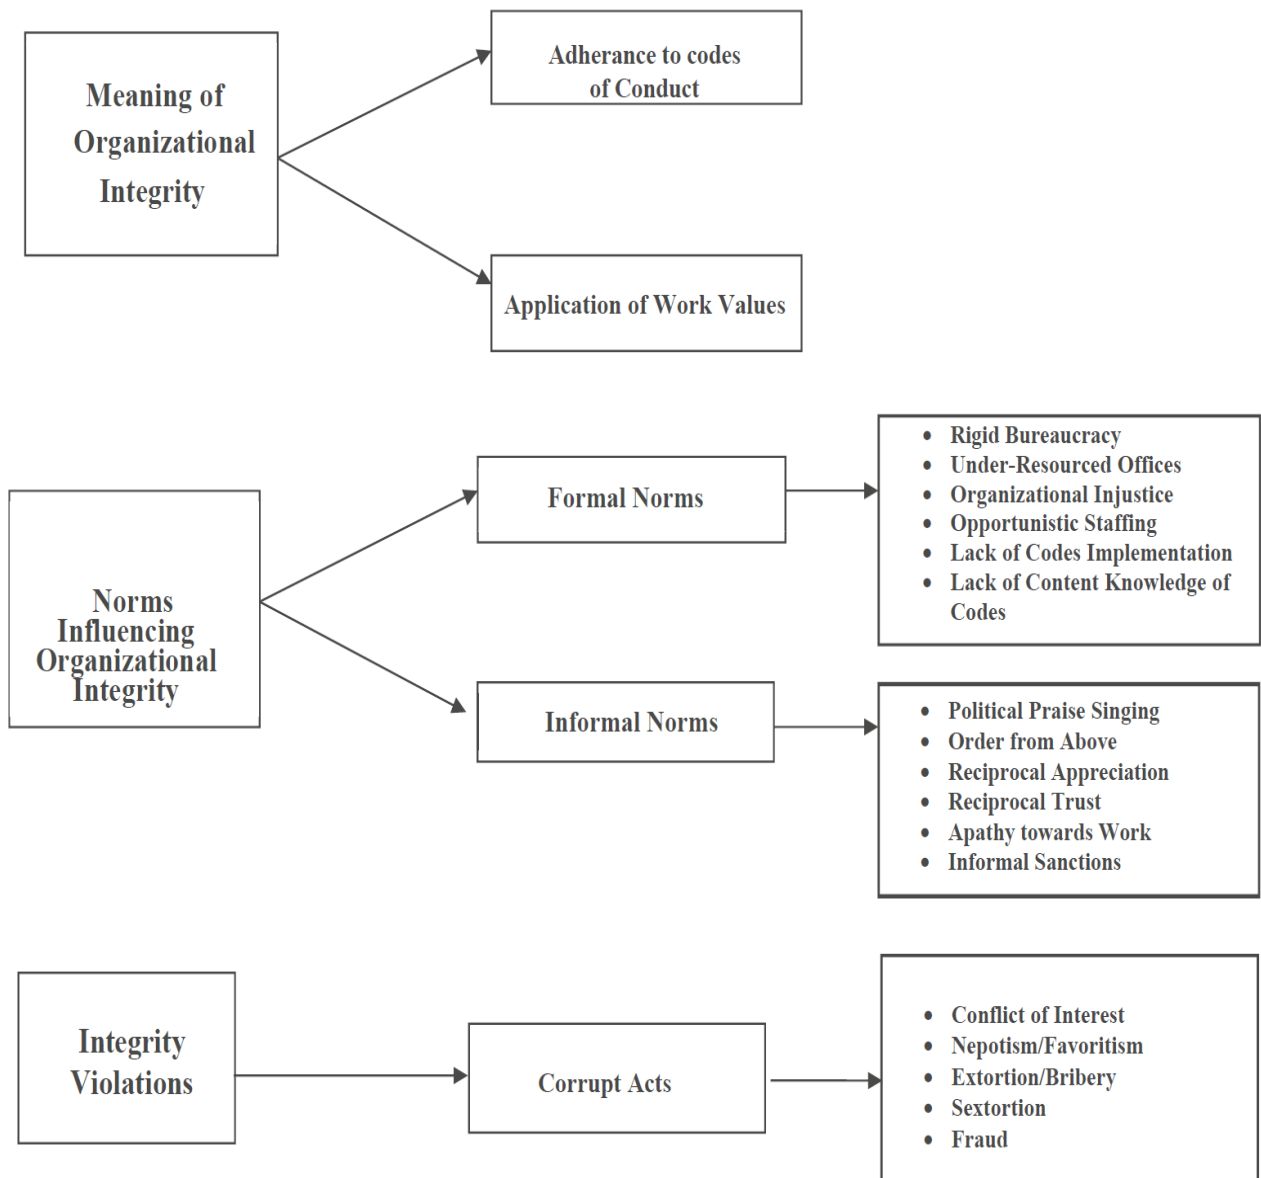 Meaning of
Organizational
Integrity
Adherance to codes
of Conduct
Application of Work Values
Norms
Influencing
Organizational
Integrity
Formal Norms
• Rigid Bureaucracy
• Under-Resourced Offices
• Organizational Injustice
• Opportunistic Staffing
• Lack of Codes Implementation
• Lack of Content Knowledge of
Codes
Informal Norms
• Political Praise Singing
• Order from Above
• Reciprocal Appreciation
• Reciprocal Trust
• Apathy towards Work
• Informal Sanctions
Integrity
Violations
Corrupt Acts
• Conflict of Interest
• Nepotism/Favoritism
• Extortion/Bribery
• Sextortion
• Fraud